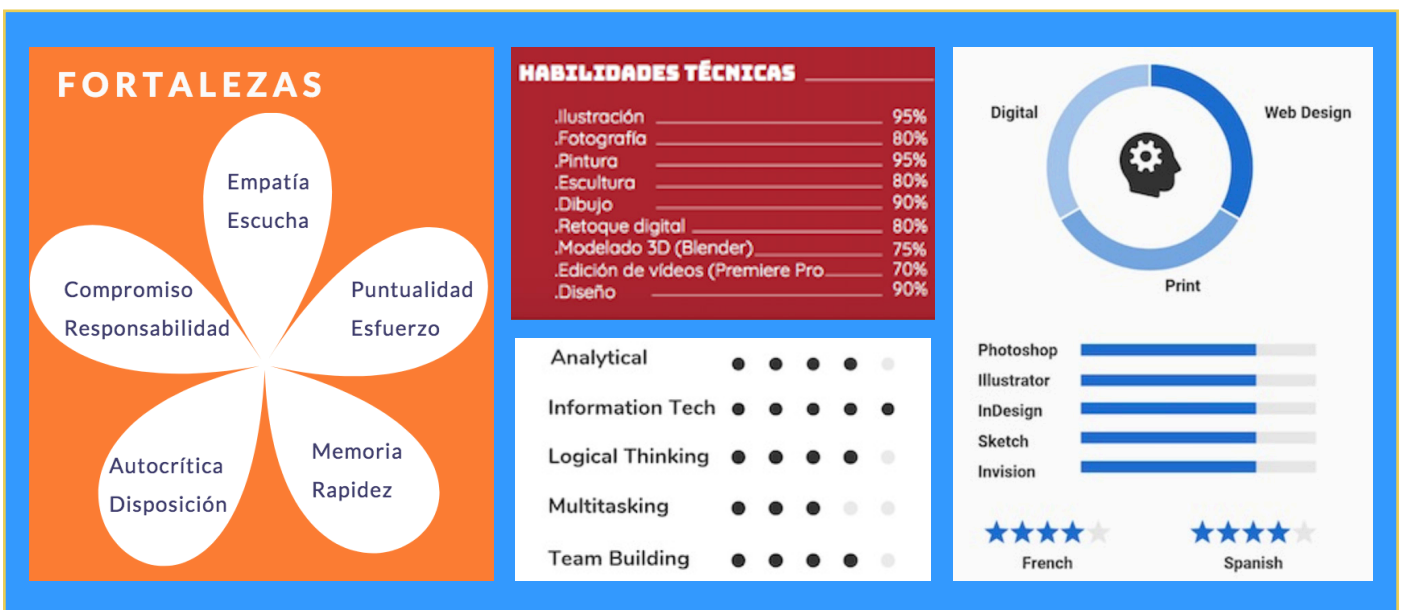 FORTALEZAS
Empatía
Escucha
Compromiso
Responsabilidad
Puntualidad
Esfuerzo
Autocrítica
Disposición
Memoria
Rapidez
HABILIDADES TÉCNICAS
.Ilustración 95%
.Fotografía 80%
.Pintura 95%
.Escultura 80%
.Dibujo 90%
.Retoque digital 80%
.Modelado 3D (Blender) 75%
.Edición de vídeos (Premiere Pro 70%
.Diseño 90%
Analytical
Information Tech
Logical Thinking
Multitasking
Team Building
Digital
Web Design
Print
Photoshop
Illustrator
InDesign
Sketch
Invision
French
Spanish